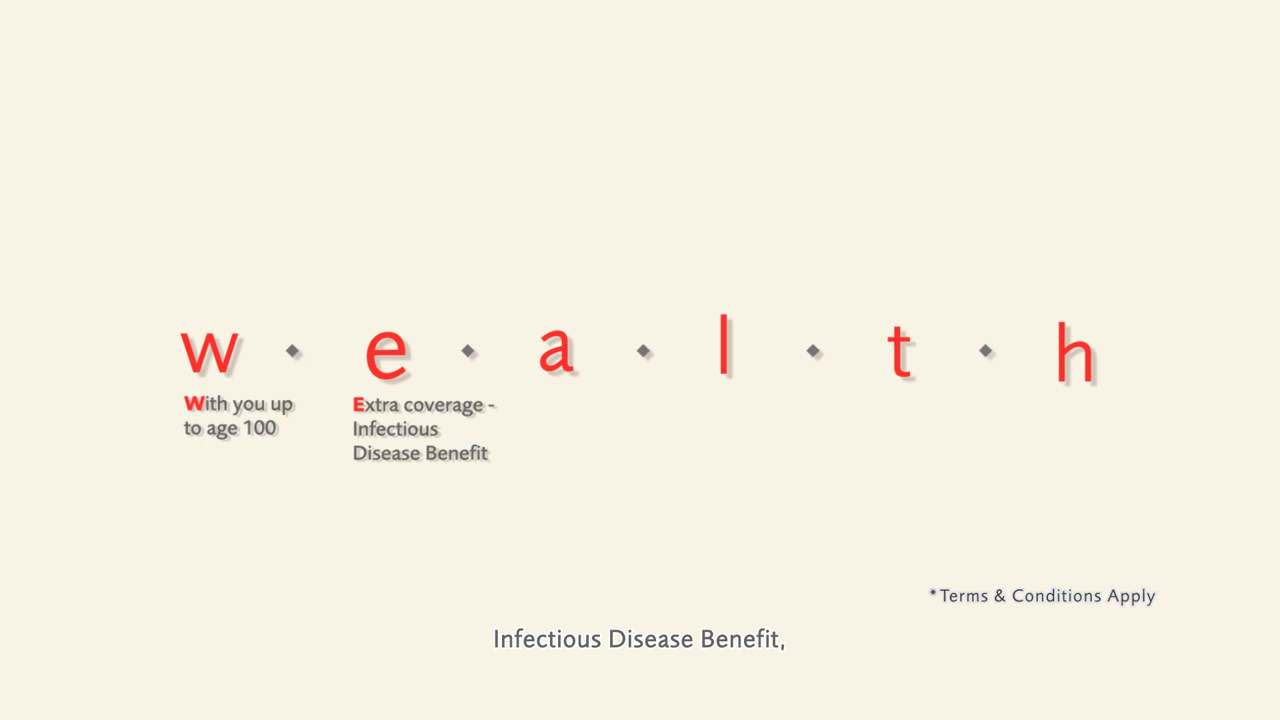 w ◆ e ◆ a ◆ l ◆ t ◆ h
With you up
to age 100
Extra coverage -
Infectious
Disease Benefit
*Terms & Conditions Apply
Infectious Disease Benefit,